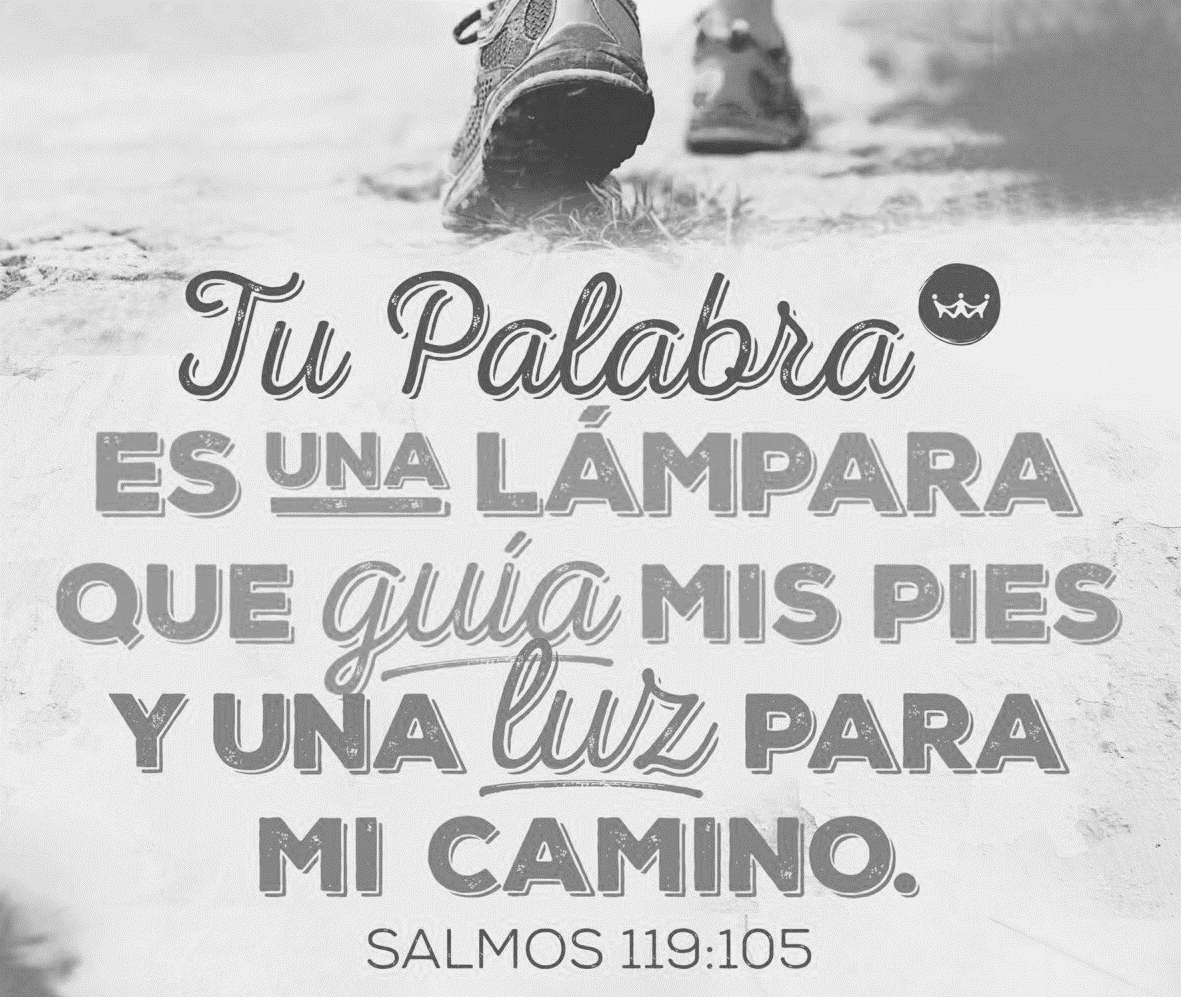 Tu Palabra
ES UNA LÁMPARA
QUE guía MIS PIES
Y UNA luz PARA
MI CAMINO.
SALMOS 119:105